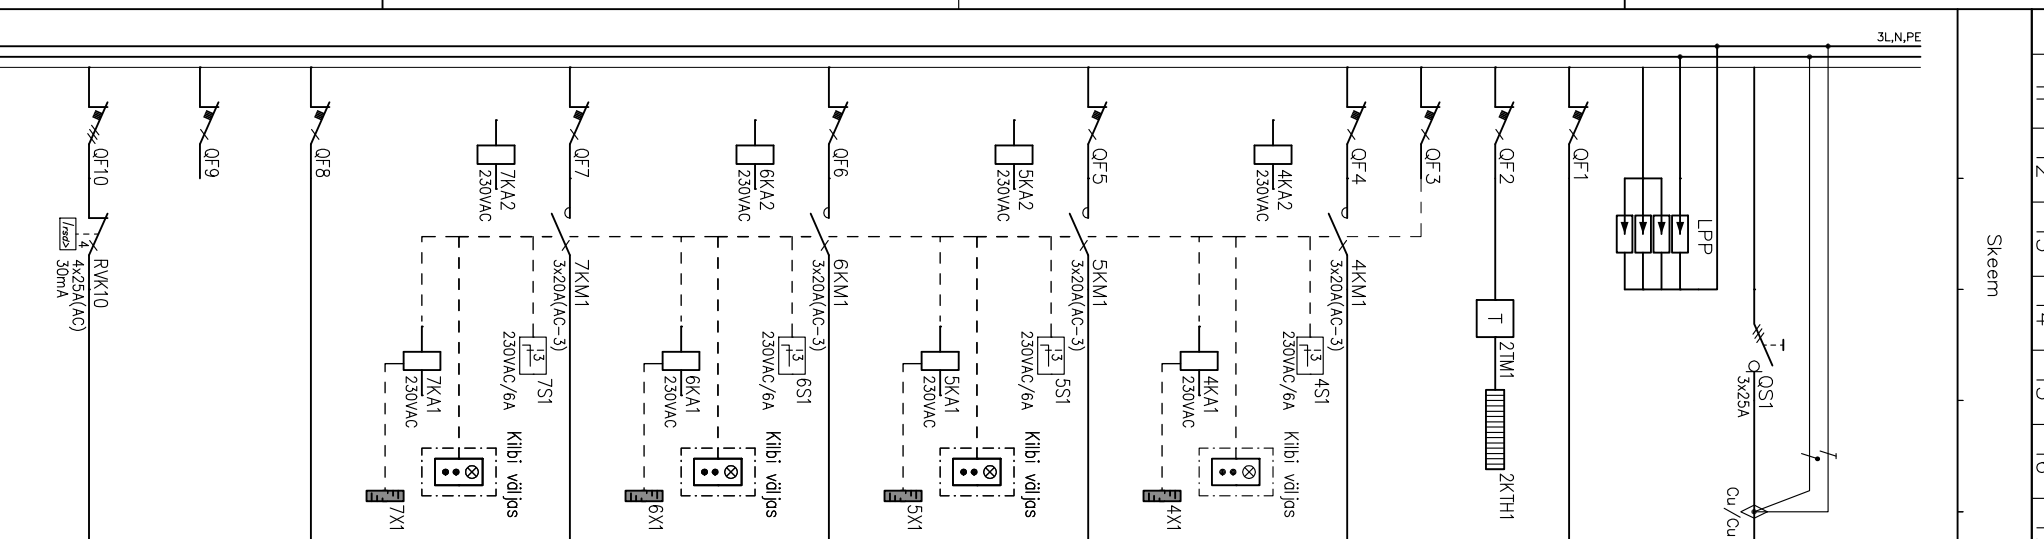 3L,N,PE
Skeem
QS1
3x25A
Cu/Cu
LPP
QF1
QF2
T
2TM1
2KTH1
QF3
QF4
4KM1
3x20A(AC-3)
4KA2
230VAC
3
4S1
230VAC/6A
4KA1
230VAC
Kilbi väljas
4X1
QF5
5KM1
3x20A(AC-3)
5KA2
230VAC
3
5S1
230VAC/6A
5KA1
230VAC
Kilbi väljas
5X1
QF6
6KM1
3x20A(AC-3)
6KA2
230VAC
3
6S1
230VAC/6A
6KA1
230VAC
Kilbi väljas
6X1
QF7
7KM1
3x20A(AC-3)
7KA2
230VAC
3
7S1
230VAC/6A
7KA1
230VAC
Kilbi väljas
7X1
QF8
QF9
QF10
4
RVK10
4x25A(AC)
30mA